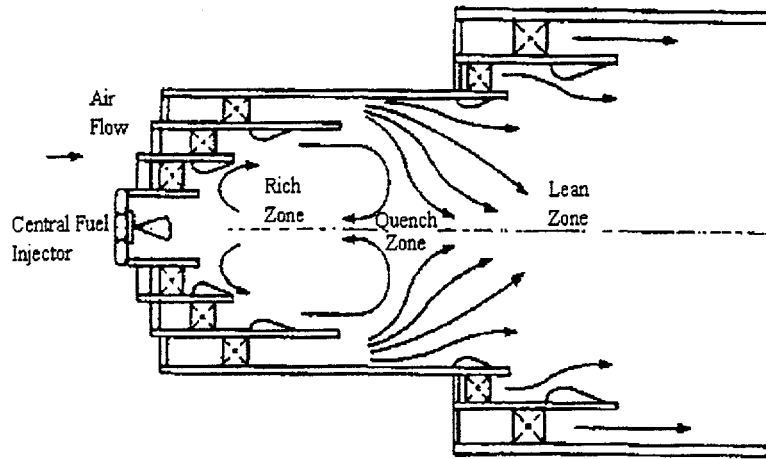 Air
Flow
Rich
Zone
Lean
Zone
Quench
Zone
Central Fuel
Injector